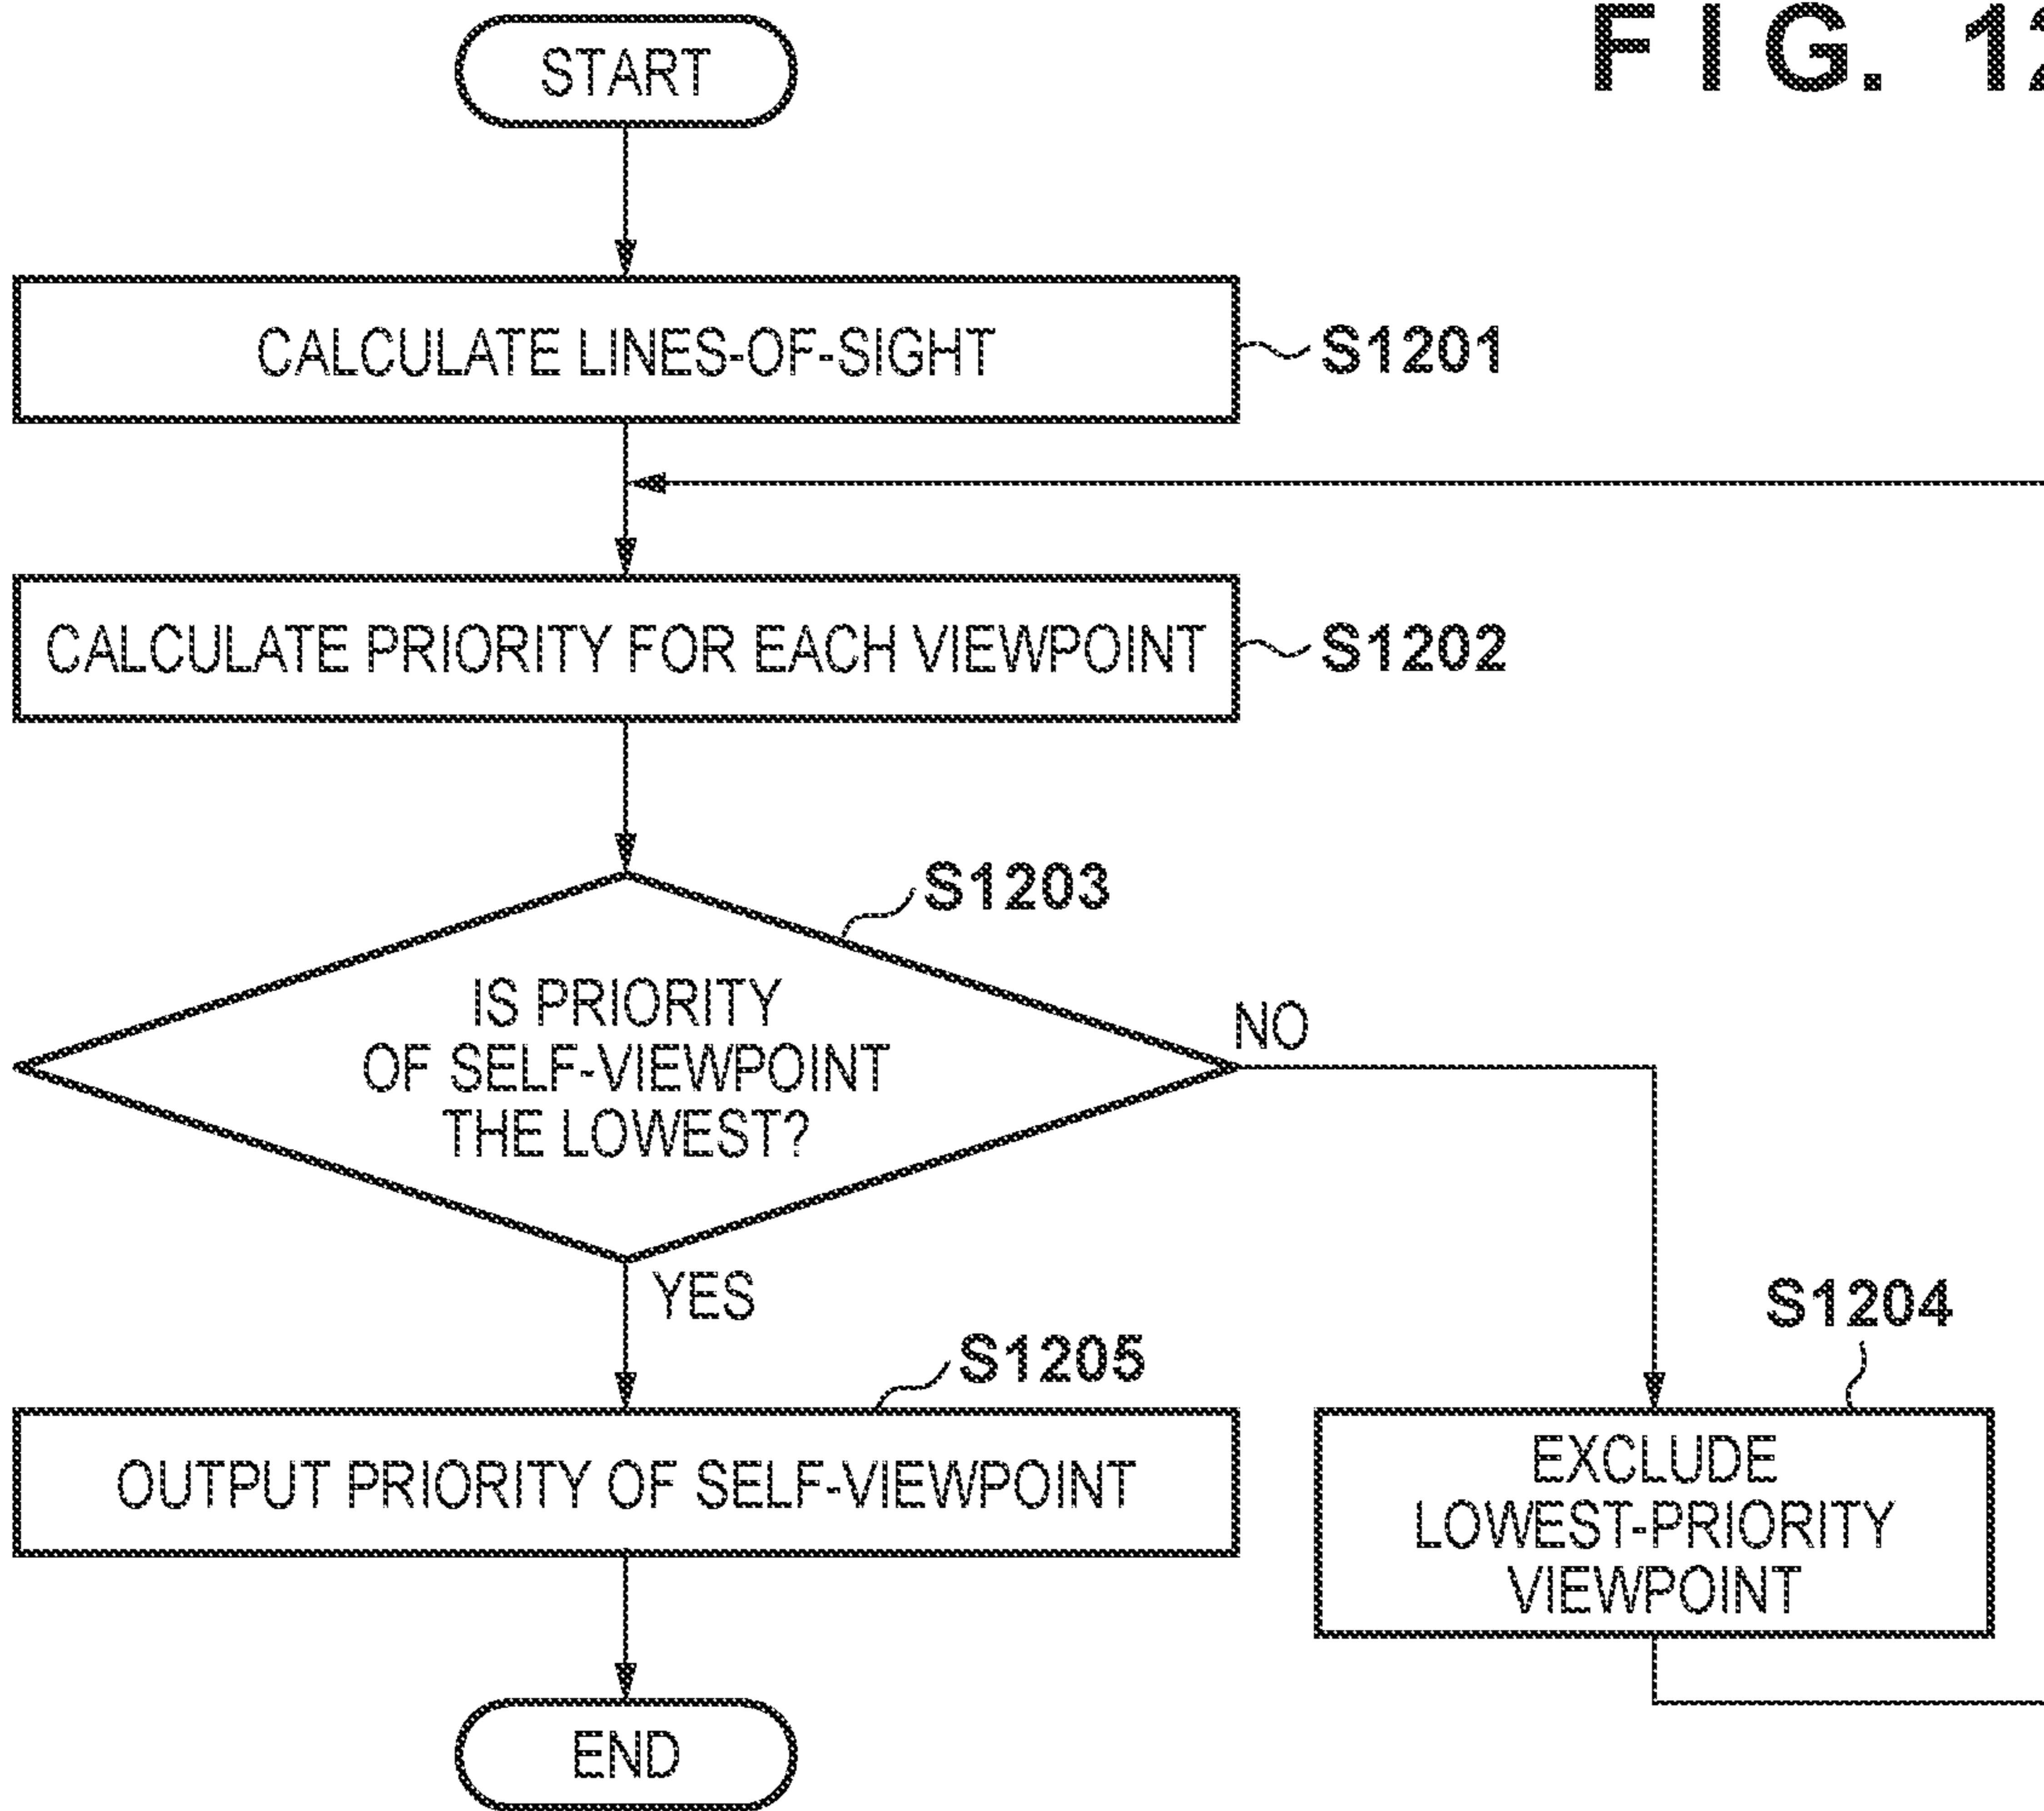 FIG. 12
START
CALCULATE LINES-OF-SIGHT
S1201
CALCULATE PRIORITY FOR EACH VIEWPOINT
S1202
S1203
IS PRIORITY
OF SELF-VIEWPOINT
THE LOWEST?
NO
YES
S1204
S1205
OUTPUT PRIORITY OF SELF-VIEWPOINT
EXCLUDE
LOWEST-PRIORITY
VIEWPOINT
END